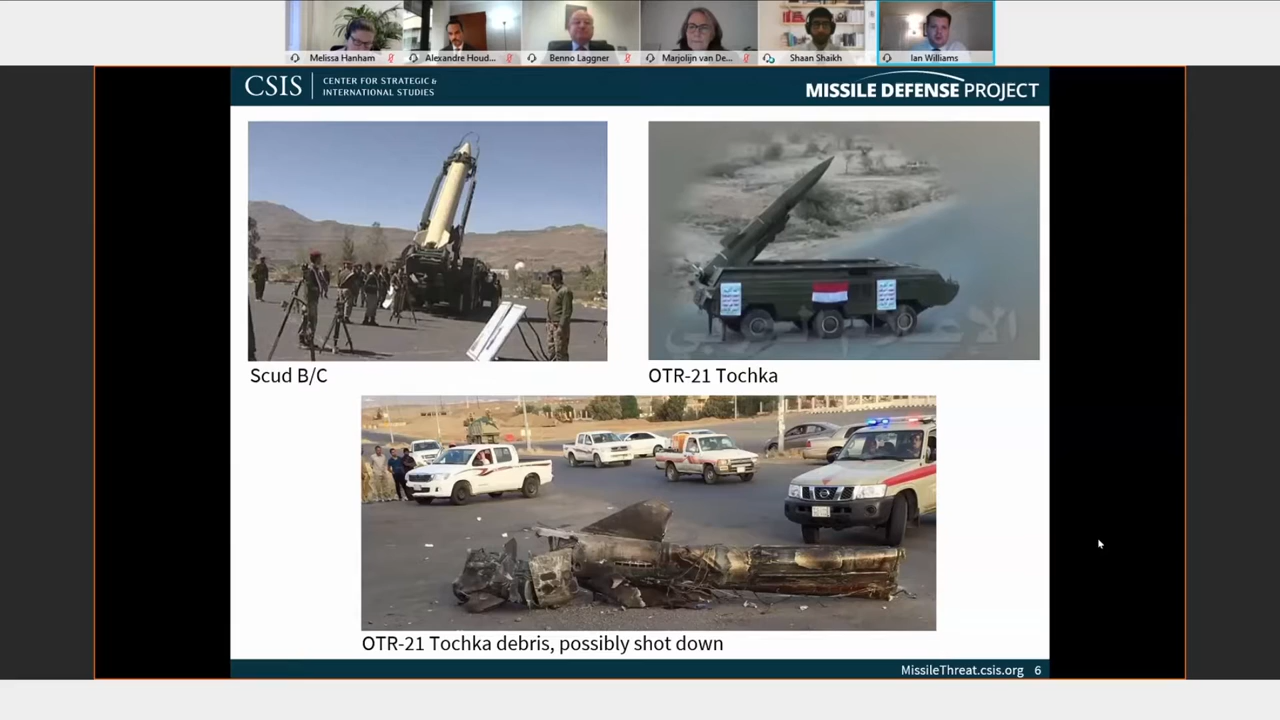 Melissa Hanham
Alexandre Houd...
Benno Laggner
Marjolijn van De...
Shaan Shaikh
Ian Williams
CSIS
CENTER FOR STRATEGIC &
INTERNATIONAL STUDIES
MISSILE DEFENSE PROJECT
Scud B/C
OTR-21 Tochka
OTR-21 Tochka debris, possibly shot down
MissileThreat.csis.org 6